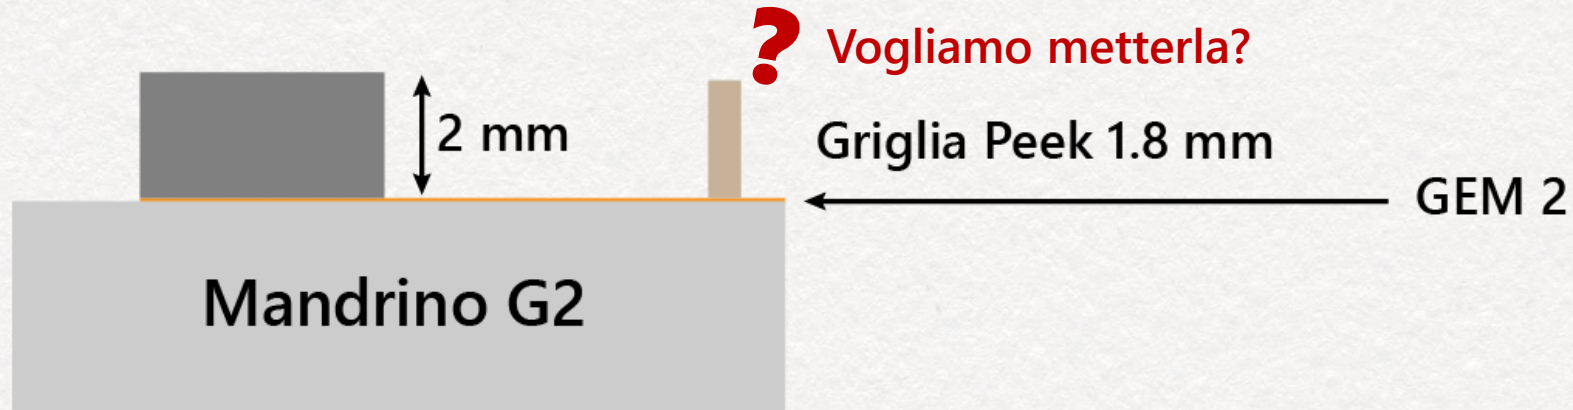 ? Vogliamo metterla?
2 mm
Griglia Peek 1.8 mm
GEM 2
Mandrino G2